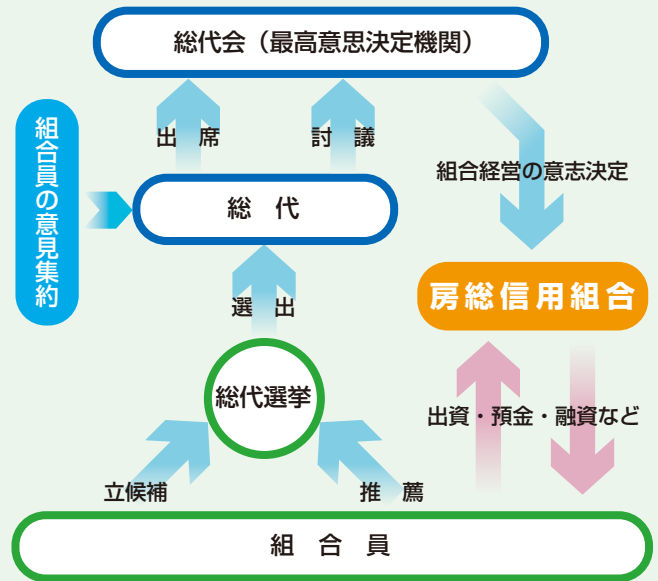 総代会（最高意思決定機関）
出　席
討　議
組合員の意見集約
組合経営の意志決定
総　代
房総信用組合
選　出
総代選挙
出資・預金・融資など
立候補
推　薦
組　合　員